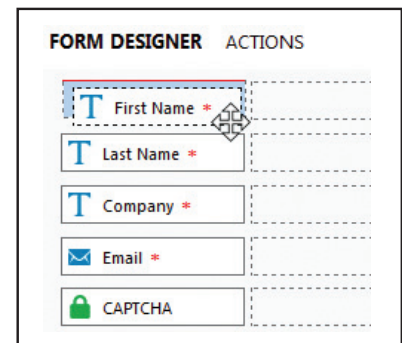 FORM DESIGNER ACTIONS
T First Name *
T Last Name *
T Company *
Email *
CAPTCHA